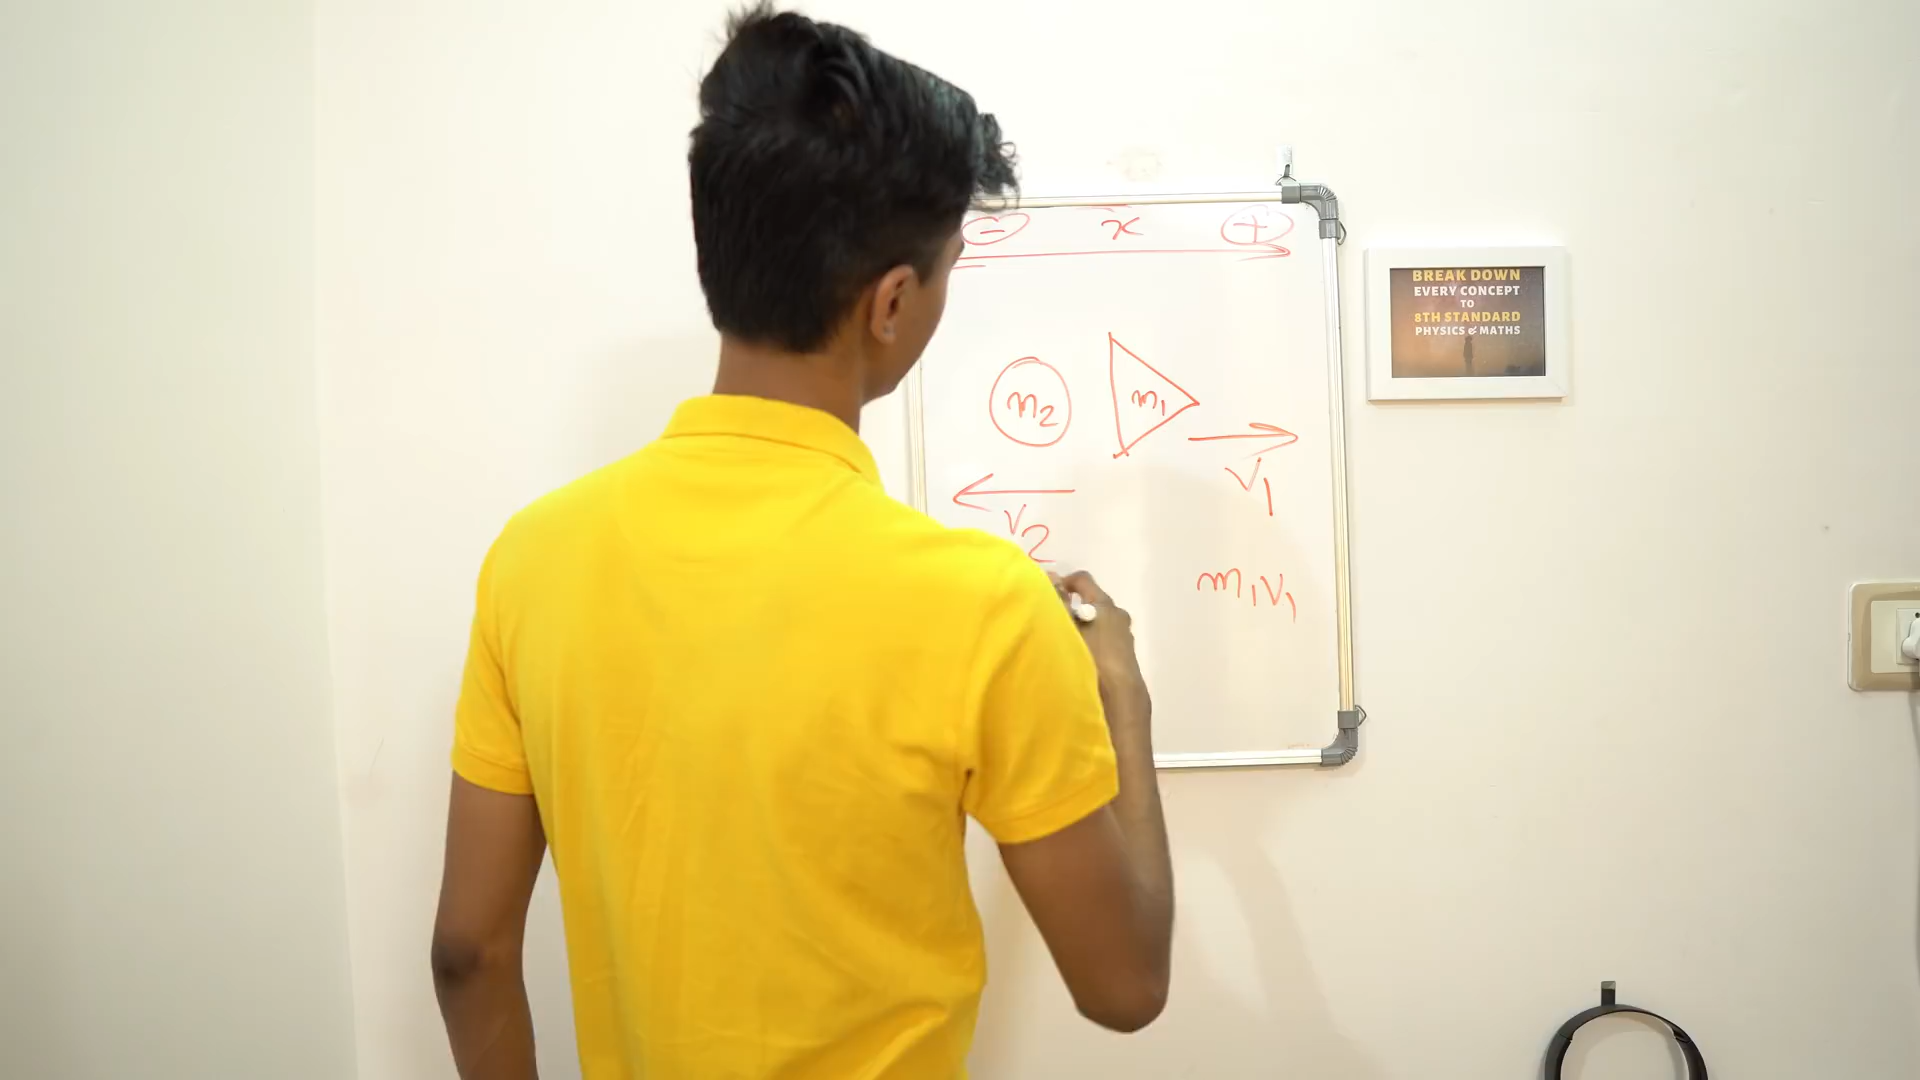 - x +
m2 m1
V1
V2
m1V1
BREAK DOWN
EVERY CONCEPT
TO
8TH STANDARD
PHYSICS & MATHS